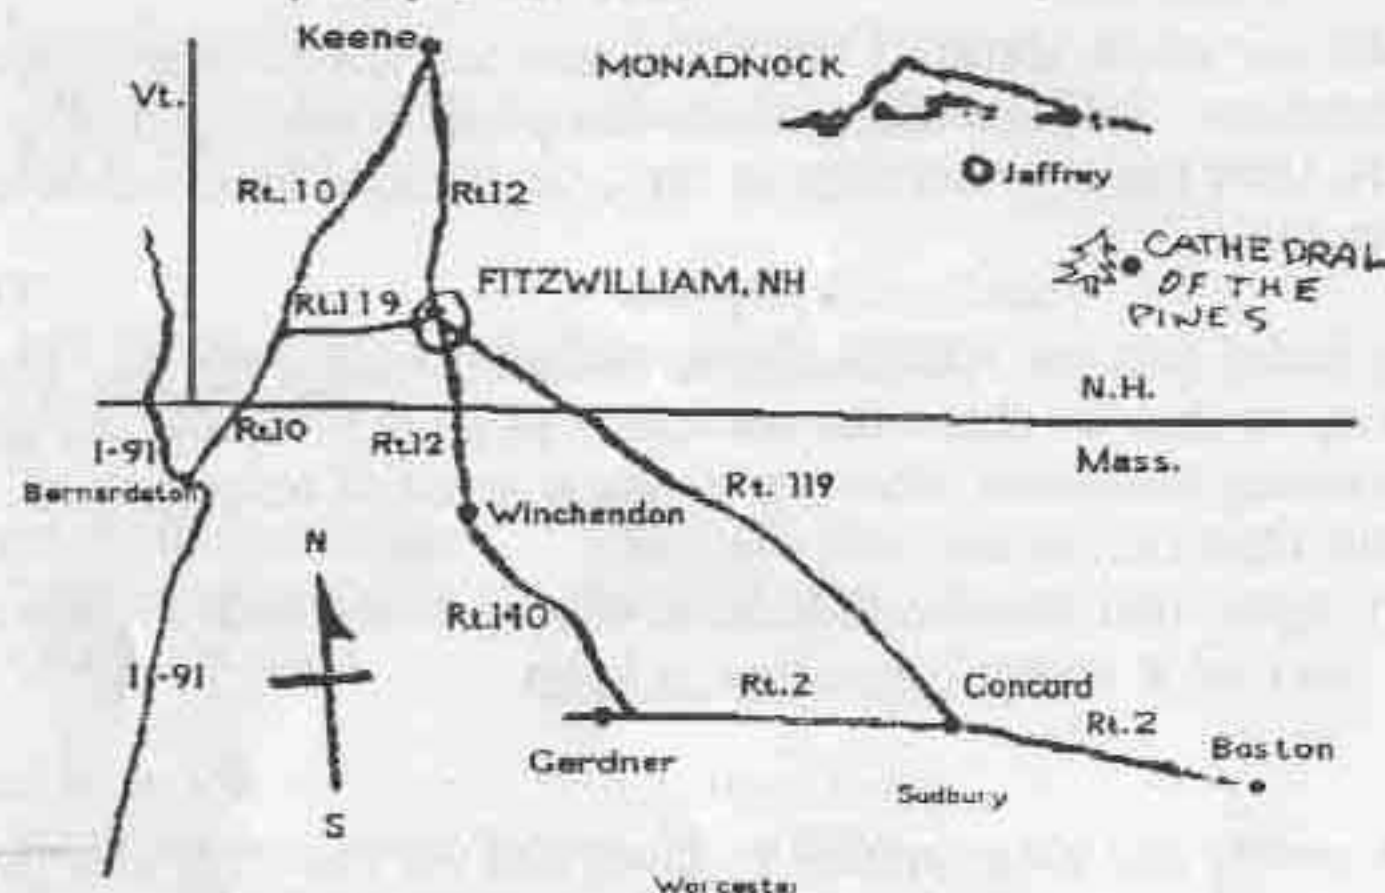 Keene
MONADNOCK
Vt.
Jaffrey
Rt.10
Rt.12
CATHEDRAL
OF THE
PINES
FITZWILLIAM, NH
Rt.119
N.H.
Rt.10
Rt.12
I-91
Mass.
Bernardston
Rt. 119
Winchendon
N
Rt.140
I-91
Rt.2
Concord
Rt.2
Boston
Gardner
Sudbury
S
Worcester